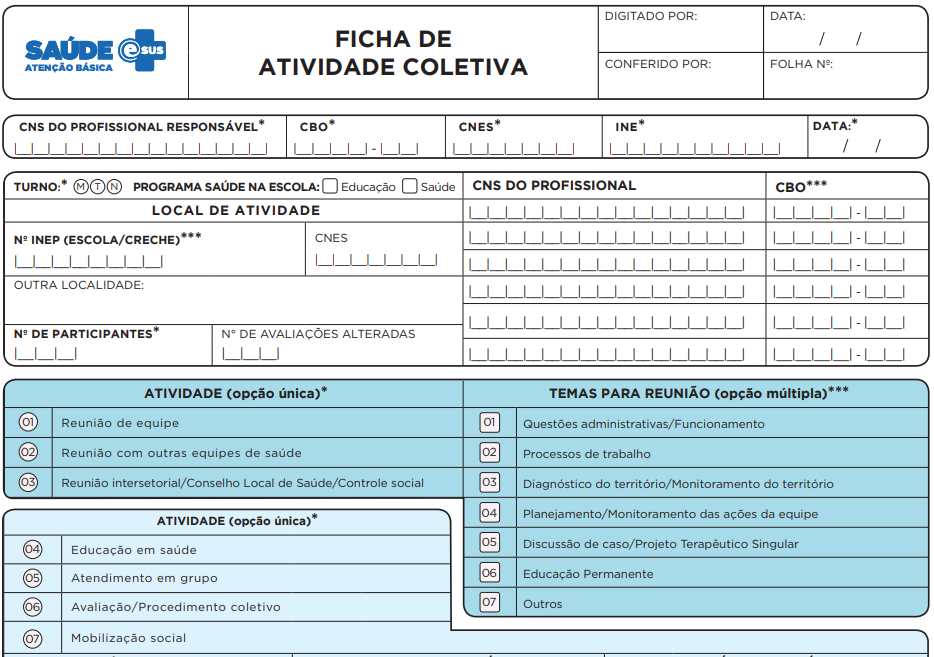 SAÚDE e SUS
ATENÇÃO BÁSICA
FICHA DE
ATIVIDADE COLETIVA
DIGITADO POR:
DATA:
/ /
CONFERIDO POR:
FOLHA Nº:
CNS DO PROFISSIONAL RESPONSÁVEL*
CBO*
CNES*
INE*
DATA:*
/ /
TURNO:* M T N PROGRAMA SAÚDE NA ESCOLA: Educação Saúde
CNS DO PROFISSIONAL
CBO***
LOCAL DE ATIVIDADE
Nº INEP (ESCOLA/CRECHE)***
CNES
OUTRA LOCALIDADE:
Nº DE PARTICIPANTES*
N° DE AVALIAÇÕES ALTERADAS
ATIVIDADE (opção única)*
01 Reunião de equipe
02 Reunião com outras equipes de saúde
03 Reunião intersetorial/Conselho Local de Saúde/Controle social
TEMAS PARA REUNIÃO (opção múltipla)***
01 Questões administrativas/Funcionamento
02 Processos de trabalho
03 Diagnóstico do território/Monitoramento do território
04 Planejamento/Monitoramento das ações da equipe
05 Discussão de caso/Projeto Terapêutico Singular
06 Educação Permanente
07 Outros
ATIVIDADE (opção única)*
04 Educação em saúde
05 Atendimento em grupo
06 Avaliação/Procedimento coletivo
07 Mobilização social